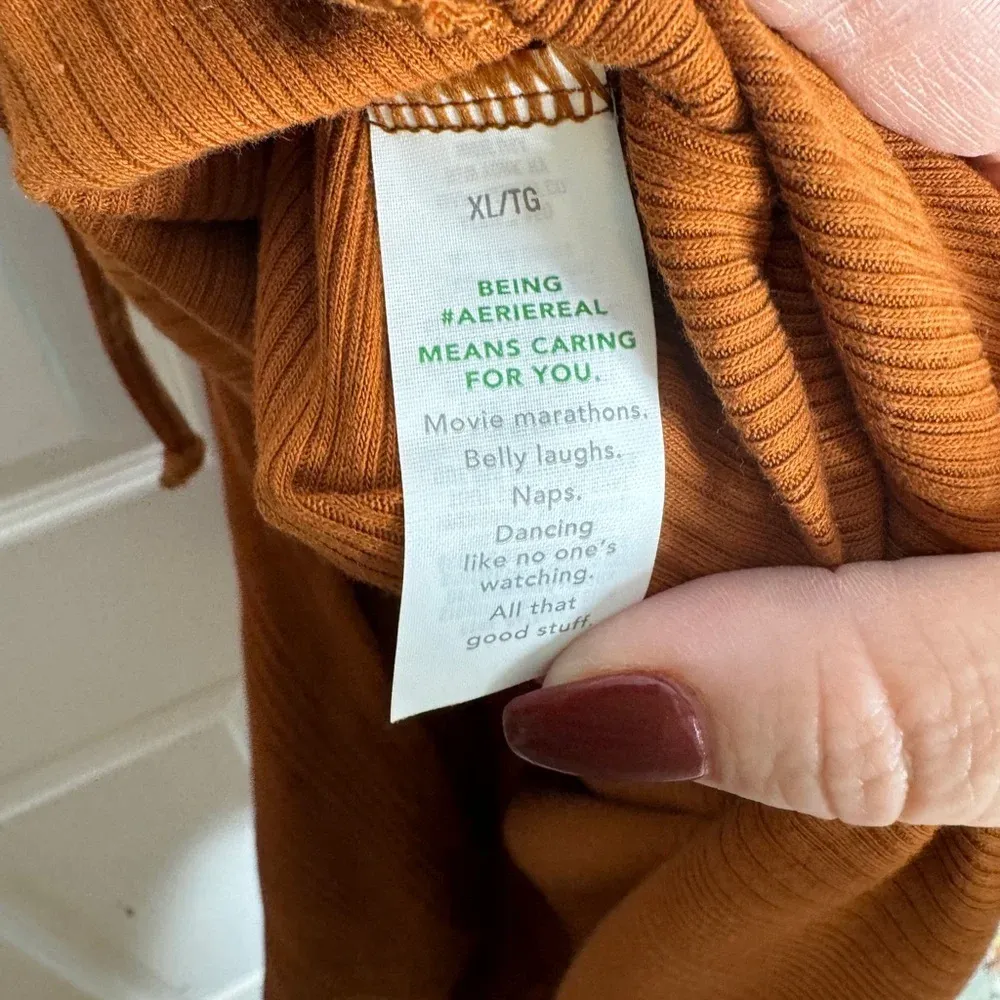 XL/TG
BEING
#AERIEREAL
MEANS CARING
FOR YOU.
Movie marathons.
Belly laughs.
Naps.
Dancing
like no one's
watching.
All that
good stuff.